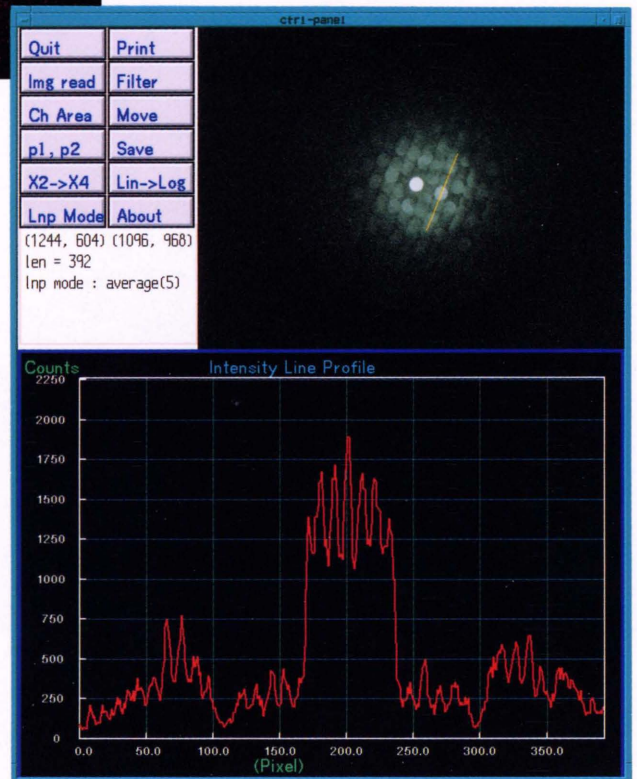 ctrl-panel
Quit Print
Img read Filter
Ch Area Move
p1, p2 Save
X2->X4 Lin->Log
Lnp Mode About
(1244, 604) (1096, 968)
len = 392
lnp mode : average(5)
Counts
Intensity Line Profile
2250
2000
1750
1500
1250
1000
750
500
250
0
0.0 50.0 100.0 150.0 200.0 250.0 300.0 350.0
(Pixel)